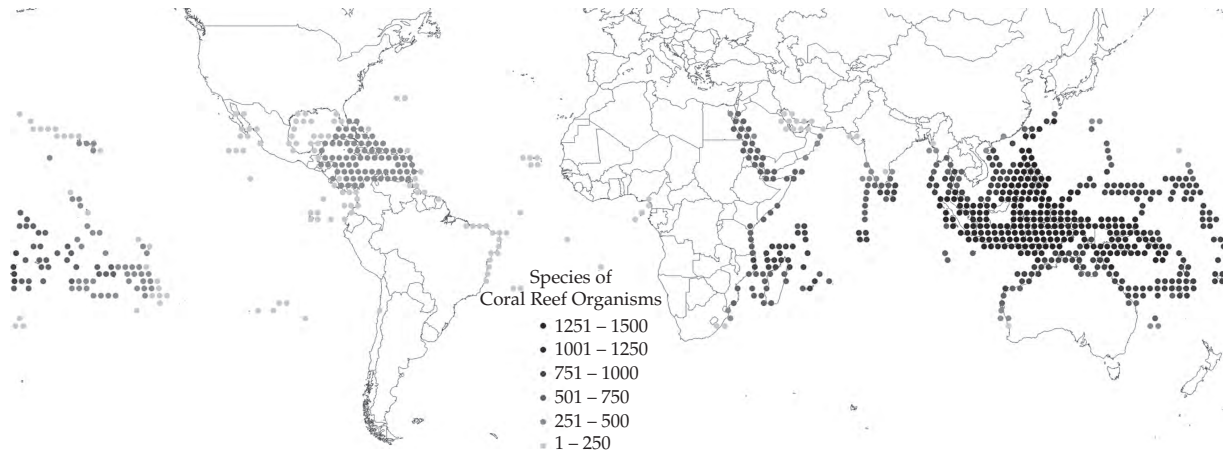 Species of
Coral Reef Organisms
1251 – 1500
1001 – 1250
751 – 1000
501 – 750
251 – 500
1 – 250